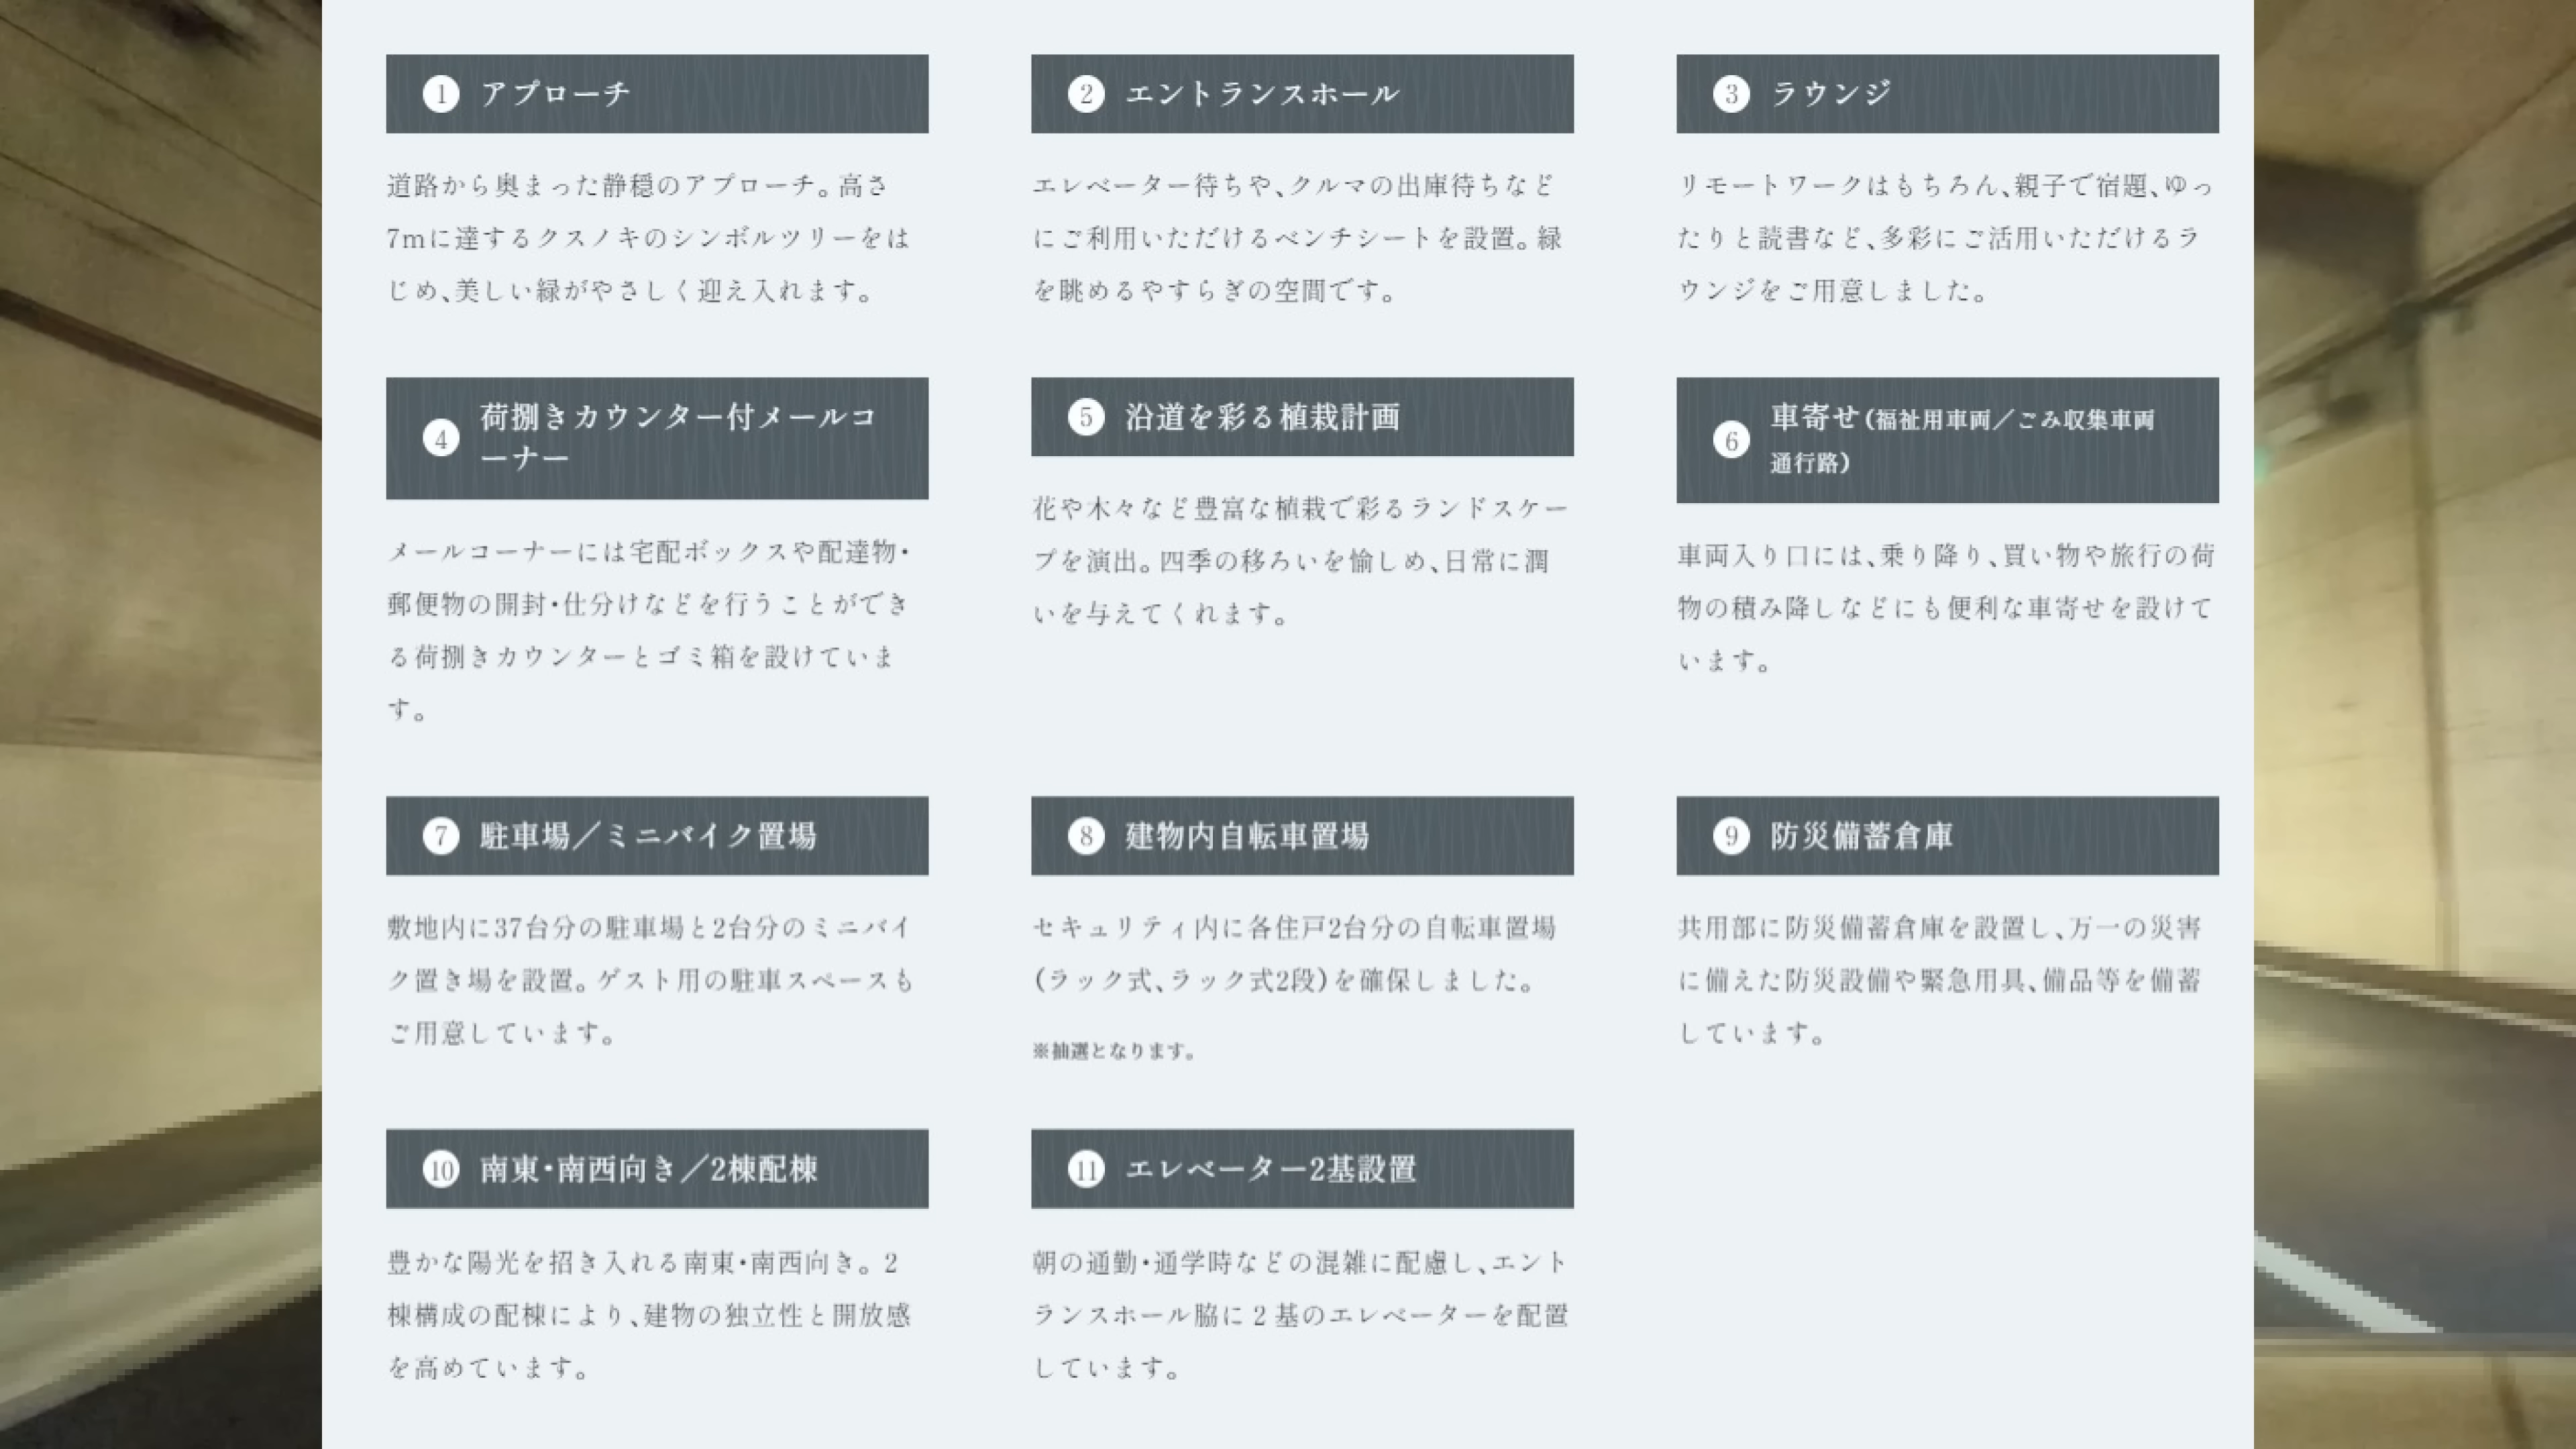 1 アプローチ
道路から奥まった静穏のアプローチ。高さ
7mに達するクスノキのシンボルツリーをは
じめ、美しい緑がやさしく迎え入れます。
2 エントランスホール
エレベーター待ちや、クルマの出庫待ちなど
にご利用いただけるベンチシートを設置。緑
を眺めるやすらぎの空間です。
3 ラウンジ
リモートワークはもちろん、親子で宿題、ゆっ
たりと読書など、多彩にご活用いただけるラ
ウンジをご用意しました。
4 荷捌きカウンター付メールコ
ーナー
メールコーナーには宅配ボックスや配達物・
郵便物の開封・仕分けなどを行うことができ
る荷捌きカウンターとゴミ箱を設けていま
す。
5 沿道を彩る植栽計画
花や木々など豊富な植栽で彩るランドスケー
プを演出。四季の移ろいを愉しめ、日常に潤
いを与えてくれます。
6 車寄せ(福祉用車両／ごみ収集車両
通行路)
車両入り口には、乗り降り、買い物や旅行の荷
物の積み降しなどにも便利な車寄せを設けて
います。
7 駐車場／ミニバイク置場
敷地内に37台分の駐車場と2台分のミニバイ
ク置き場を設置。ゲスト用の駐車スペースも
ご用意しています。
8 建物内自転車置場
セキュリティ内に各住戸2台分の自転車置場
(ラック式、ラック式2段)を確保しました。
※抽選となります。
9 防災備蓄倉庫
共用部に防災備蓄倉庫を設置し、万一の災害
に備えた防災設備や緊急用具、備品等を備蓄
しています。
10 南東・南西向き／2棟配棟
豊かな陽光を招き入れる南東・南西向き。2
棟構成の配棟により、建物の独立性と開放感
を高めています。
11 エレベーター2基設置
朝の通勤・通学時などの混雑に配慮し、エント
ランスホール脇に2基のエレベーターを配置
しています。